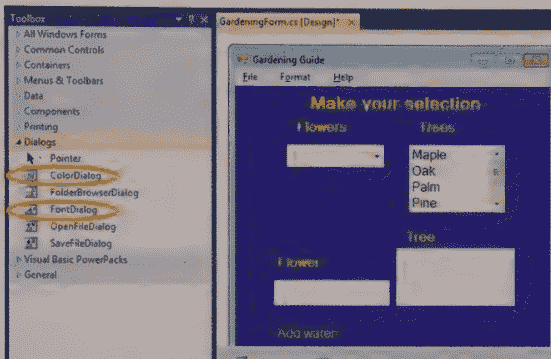 Toolbox
All Windows Forms
Common Controls
Containers
Menus & Toolbars
Data
Components
Printing
Dialogs
Pointer
ColorDialog
FolderBrowserDialog
FontDialog
OpenFileDialog
SaveFileDialog
Visual Basic PowerPacks
General
GardeningForm.cs [Design]*
Gardening Guide
File Format Help
Make your selection
Flowers Trees
Maple
Oak
Palm
Pine
Tree
Flower
Add water